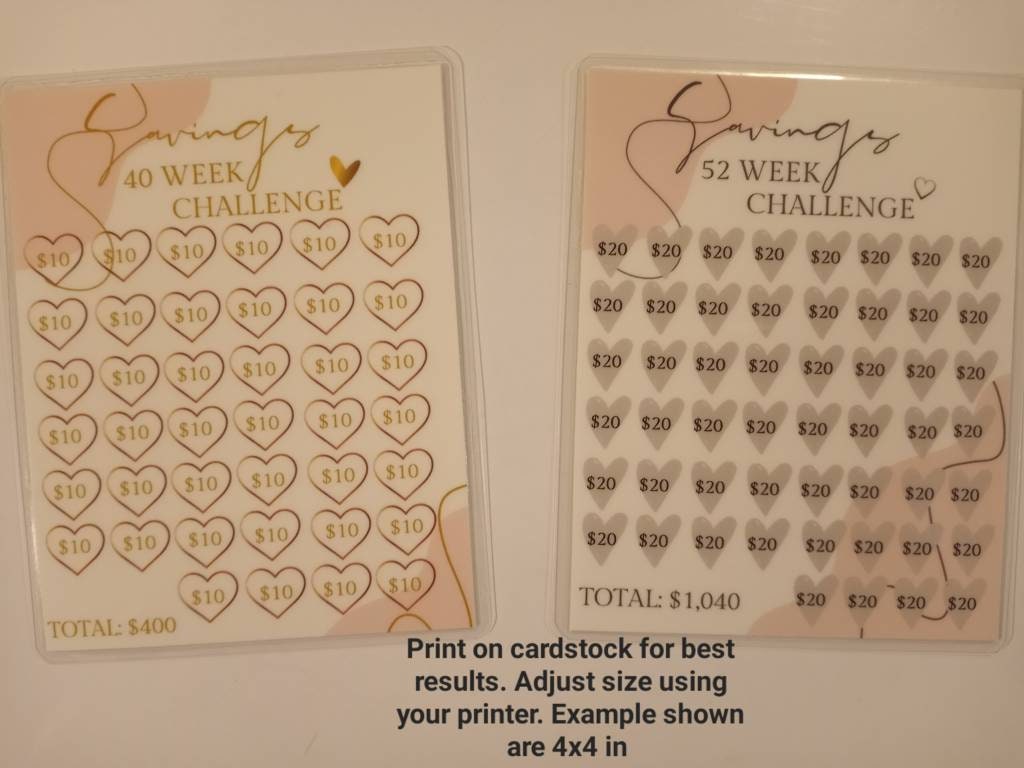 Savings
40 WEEK
CHALLENGE
$10 $10 $10 $10 $10 $10
$10 $10 $10 $10 $10 $10
$10 $10 $10 $10 $10 $10
$10 $10 $10 $10 $10 $10
$10 $10 $10 $10 $10 $10
$10 $10 $10 $10 $10 $10
$10 $10 $10 $10
TOTAL: $400
Savings
52 WEEK
CHALLENGE
$20 $20 $20 $20 $20 $20 $20 $20
$20 $20 $20 $20 $20 $20 $20 $20
$20 $20 $20 $20 $20 $20 $20 $20
$20 $20 $20 $20 $20 $20 $20 $20
$20 $20 $20 $20 $20 $20 $20 $20
$20 $20 $20 $20 $20 $20 $20 $20
TOTAL: $1,040 $20 $20 $20 $20
Print on cardstock for best
results. Adjust size using
your printer. Example shown
are 4x4 in